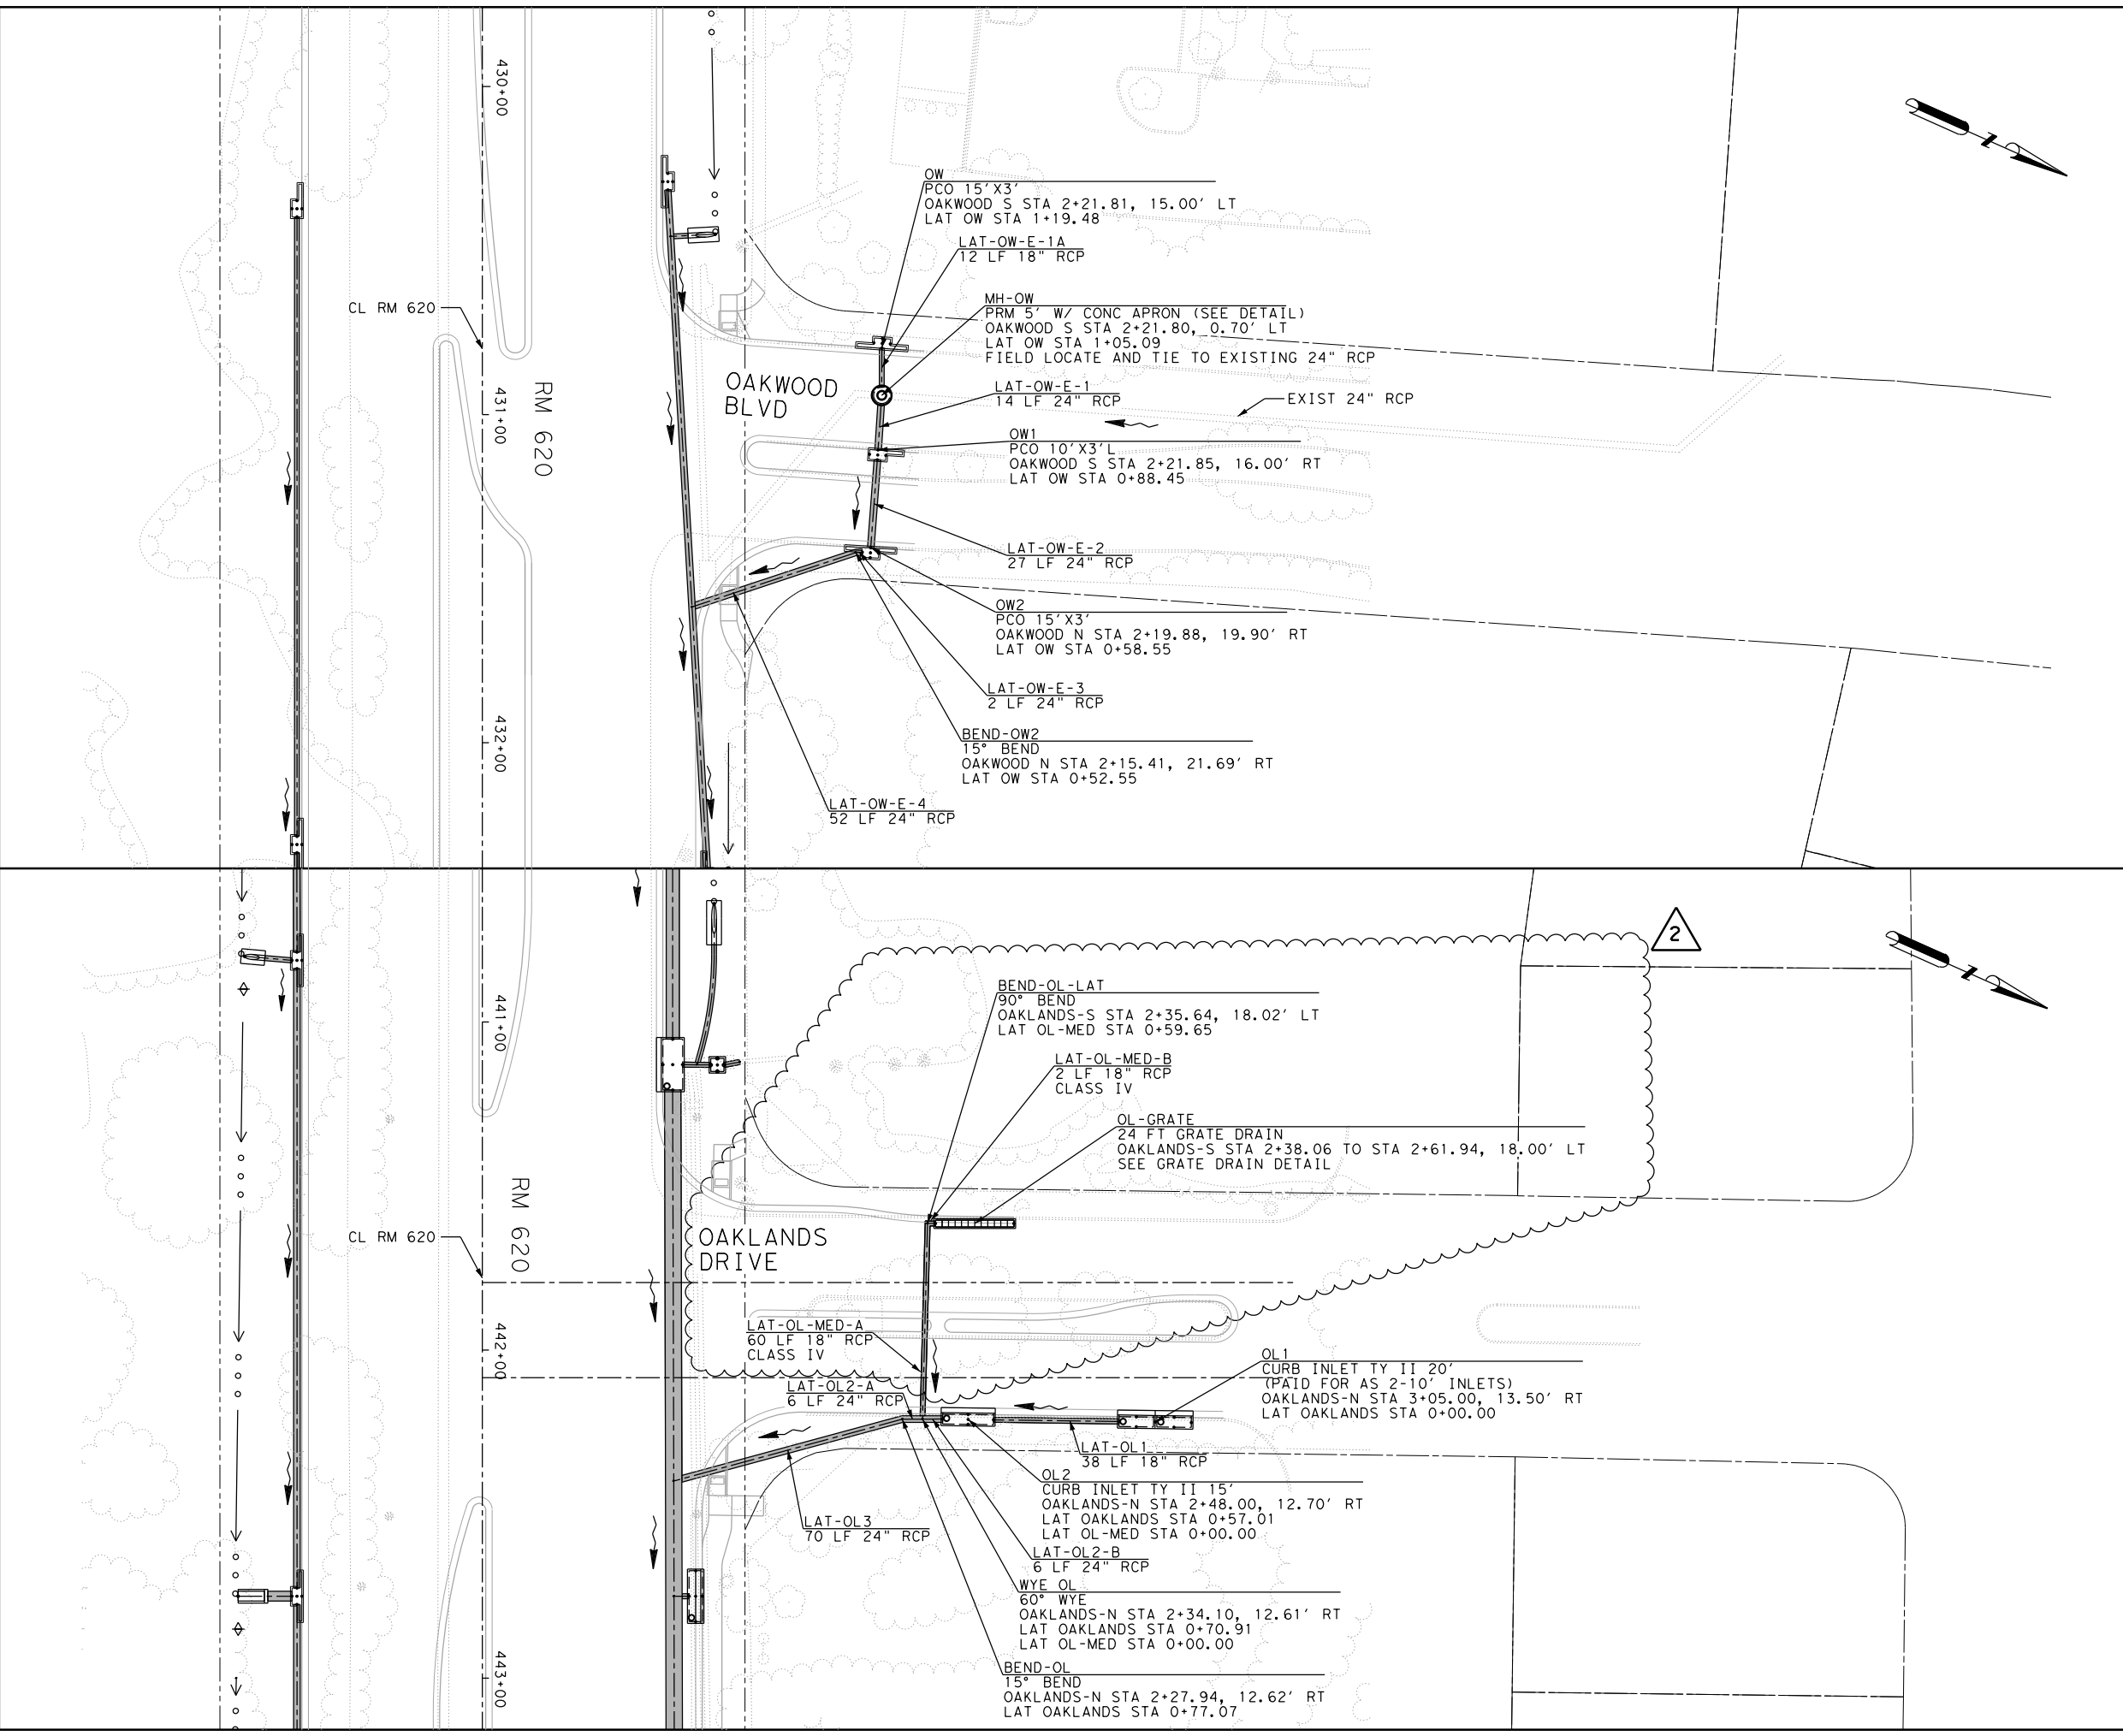 430+00
CL RM 620
431+00
RM 620
432+00
OAKWOOD
BLVD
OW
PCO 15'X3'
OAKWOOD S STA 2+21.81, 15.00' LT
LAT OW STA 1+19.48
LAT-OW-E-1A
12 LF 18" RCP
MH-OW
PRM 5' W/ CONC APRON (SEE DETAIL)
OAKWOOD S STA 2+21.80, 0.70' LT
LAT OW STA 1+05.09
FIELD LOCATE AND TIE TO EXISTING 24" RCP
LAT-OW-E-1
14 LF 24" RCP
EXIST 24" RCP
OW1
PCO 10'X3'L
OAKWOOD S STA 2+21.85, 16.00' RT
LAT OW STA 0+88.45
LAT-OW-E-2
27 LF 24" RCP
OW2
PCO 15'X3'
OAKWOOD N STA 2+19.88, 19.90' RT
LAT OW STA 0+58.55
LAT-OW-E-3
2 LF 24" RCP
BEND-OW2
15° BEND
OAKWOOD N STA 2+15.41, 21.69' RT
LAT OW STA 0+52.55
LAT-OW-E-4
52 LF 24" RCP
N
2
N
441+00
CL RM 620
RM 620
442+00
443+00
BEND-OL-LAT
90° BEND
OAKLANDS-S STA 2+35.64, 18.02' LT
LAT OL-MED STA 0+59.65
LAT-OL-MED-B
2 LF 18" RCP
CLASS IV
OL-GRATE
24 FT GRATE DRAIN
OAKLANDS-S STA 2+38.06 TO STA 2+61.94, 18.00' LT
SEE GRATE DRAIN DETAIL
OAKLANDS
DRIVE
LAT-OL-MED-A
60 LF 18" RCP
CLASS IV
LAT-OL2-A
6 LF 24" RCP
OL1
CURB INLET TY II 20'
(PAID FOR AS 2-10' INLETS)
OAKLANDS-N STA 3+05.00, 13.50' RT
LAT OAKLANDS STA 0+00.00
LAT-OL1
38 LF 18" RCP
OL2
CURB INLET TY II 15'
OAKLANDS-N STA 2+48.00, 12.70' RT
LAT OAKLANDS STA 0+57.01
LAT OL-MED STA 0+00.00
LAT-OL3
70 LF 24" RCP
LAT-OL2-B
6 LF 24" RCP
WYE OL
60° WYE
OAKLANDS-N STA 2+34.10, 12.61' RT
LAT OAKLANDS STA 0+70.91
LAT OL-MED STA 0+00.00
BEND-OL
15° BEND
OAKLANDS-N STA 2+27.94, 12.62' RT
LAT OAKLANDS STA 0+77.07